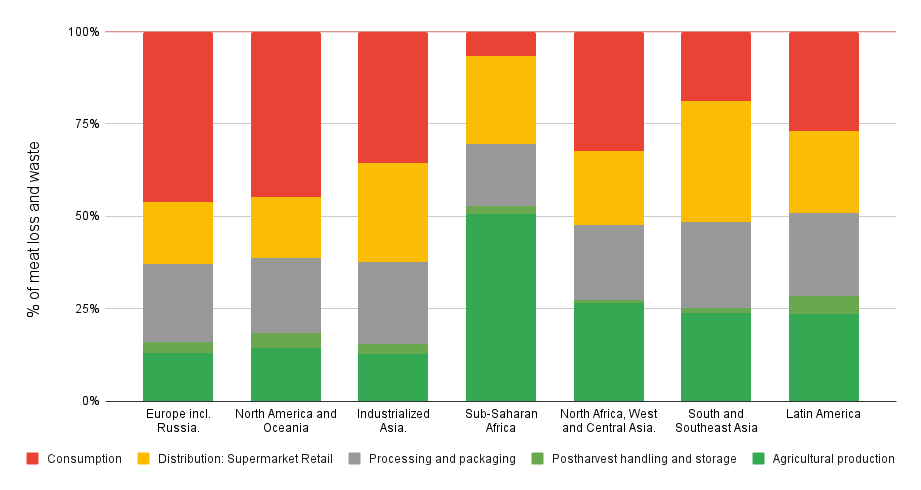 100%
75%
50%
25%
0%
% of meat loss and waste
Europe incl.
Russia.
North America and
Oceania
Industrialized
Asia.
Sub-Saharan
Africa
North Africa, West
and Central Asia.
South and
Southeast Asia
Latin America
Consumption
Distribution: Supermarket Retail
Processing and packaging
Postharvest handling and storage
Agricultural production